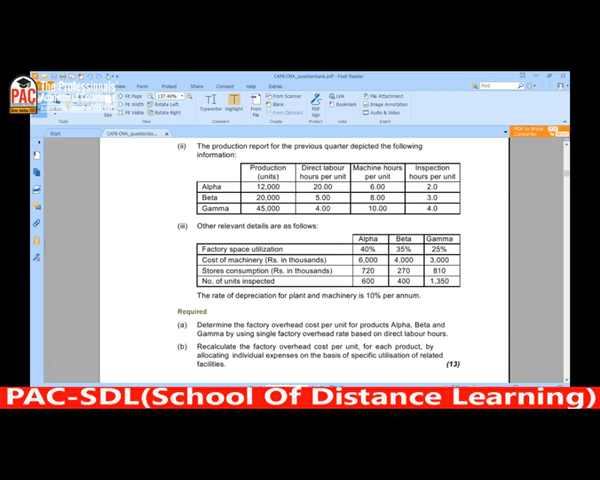 The Professionals'
PAC
CAF8-CMA_questionbank.pdf - Foxit Reader
File
Home
Comment
View
Form
Protect
Share
Connect
Help
Extras
Find
Fit Page
Fit Width
Fit Visible
137.40%
Rotate Left
Rotate Right
Typewriter
Highlight
From File
From Scanner
Blank
From Clipboard
PDF Sign
Link
Bookmark
File Attachment
Image Annotation
Audio & Video
Tools
View
Comment
Create
Protect
Links
Insert
Start
CAF8-CMA_questionban...
PDF to Word Converter
(ii) The production report for the previous quarter depicted the following
information:
Production (units) Direct labour hours per unit Machine hours per unit Inspection hours per unit
Alpha 12,000 20.00 6.00 2.0
Beta 20,000 5.00 8.00 3.0
Gamma 45,000 4.00 10.00 4.0
(iii) Other relevant details are as follows:
Alpha Beta Gamma
Factory space utilization 40% 35% 25%
Cost of machinery (Rs. in thousands) 6,000 4,000 3,000
Stores consumption (Rs. in thousands) 720 270 810
No. of units inspected 600 400 1,350
The rate of depreciation for plant and machinery is 10% per annum.
Required
(a) Determine the factory overhead cost per unit for products Alpha, Beta and
Gamma by using single factory overhead rate based on direct labour hours.
(b) Recalculate the factory overhead cost per unit, for each product, by
allocating individual expenses on the basis of specific utilisation of related
facilities. (13)
PAC-SDL(School Of Distance Learning)